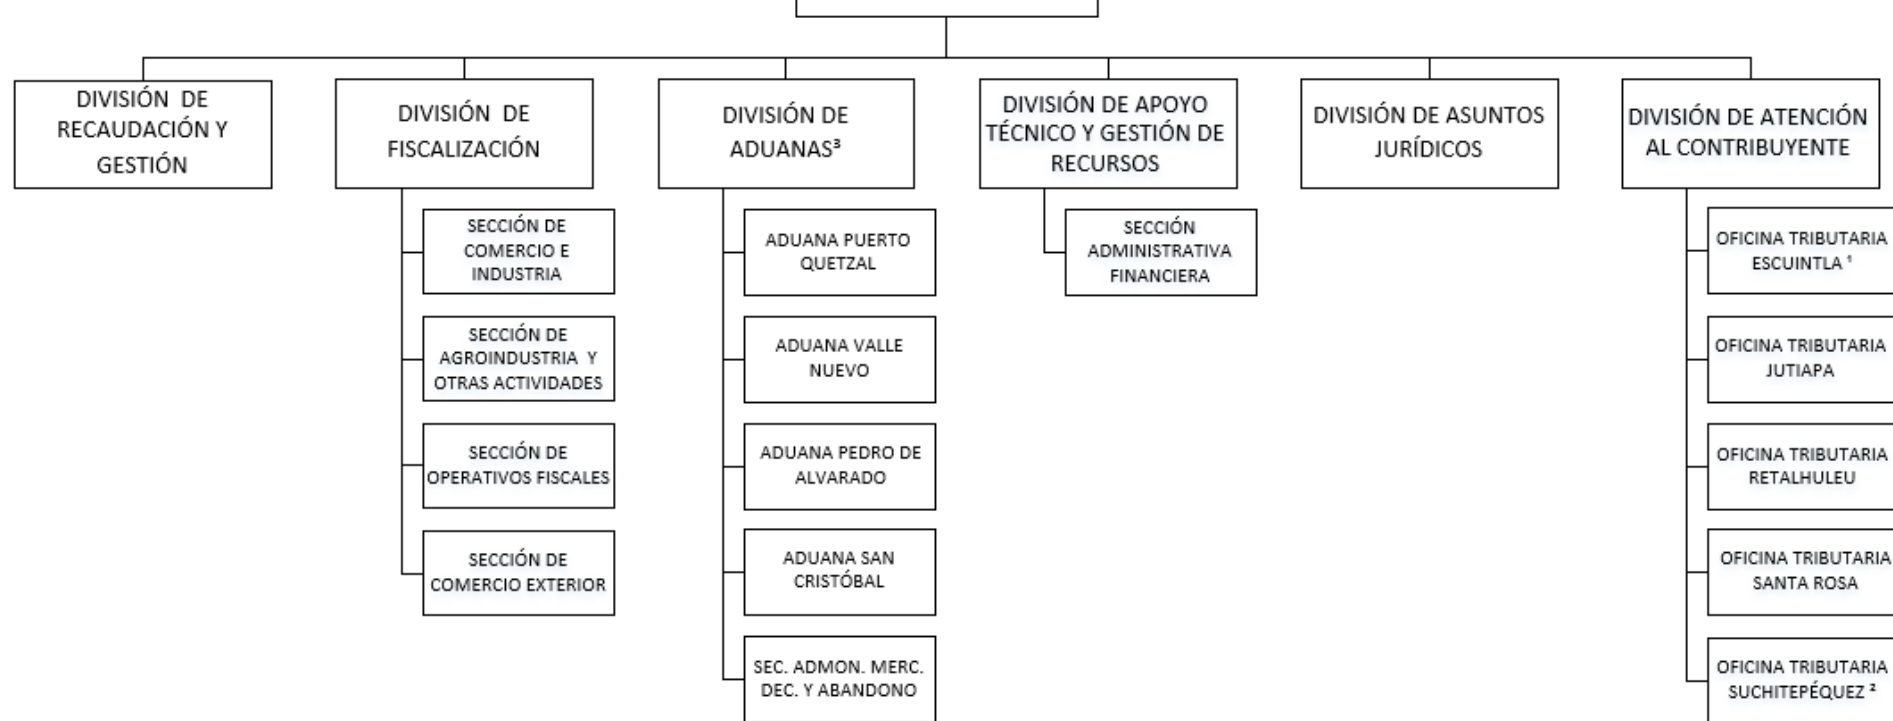 DIVISIÓN DE
RECAUDACIÓN Y
GESTIÓN
DIVISIÓN DE
FISCALIZACIÓN
DIVISIÓN DE
ADUANAS³
DIVISIÓN DE APOYO
TÉCNICO Y GESTIÓN DE
RECURSOS
DIVISIÓN DE ASUNTOS
JURÍDICOS
DIVISIÓN DE ATENCIÓN
AL CONTRIBUYENTE
SECCIÓN DE
COMERCIO E
INDUSTRIA
SECCIÓN DE
AGROINDUSTRIA Y
OTRAS ACTIVIDADES
SECCIÓN DE
OPERATIVOS FISCALES
SECCIÓN DE
COMERCIO EXTERIOR
ADUANA PUERTO
QUETZAL
ADUANA VALLE
NUEVO
ADUANA PEDRO DE
ALVARADO
ADUANA SAN
CRISTÓBAL
SEC. ADMON. MERC.
DEC. Y ABANDONO
SECCIÓN
ADMINISTRATIVA
FINANCIERA
OFICINA TRIBUTARIA
ESCUINTLA ¹
OFICINA TRIBUTARIA
JUTIAPA
OFICINA TRIBUTARIA
RETALHULEU
OFICINA TRIBUTARIA
SANTA ROSA
OFICINA TRIBUTARIA
SUCHITEPÉQUEZ ²